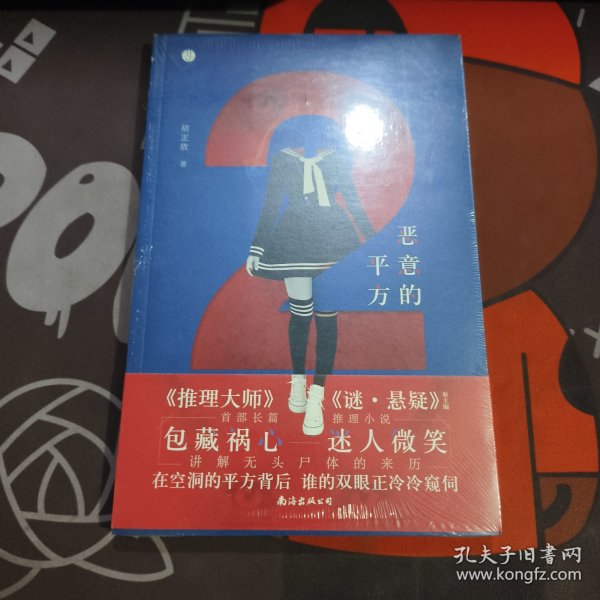 2
胡正欣 著
恶意的
平方
《推理大师》 《谜·悬疑》
首部长篇 推理小说
包藏祸心 迷人微笑
讲解无头尸体的来历
在空洞的平方背后 谁的双眼正冷冷窥伺
南海出版公司
孔夫子旧书网
www.kongfz.com